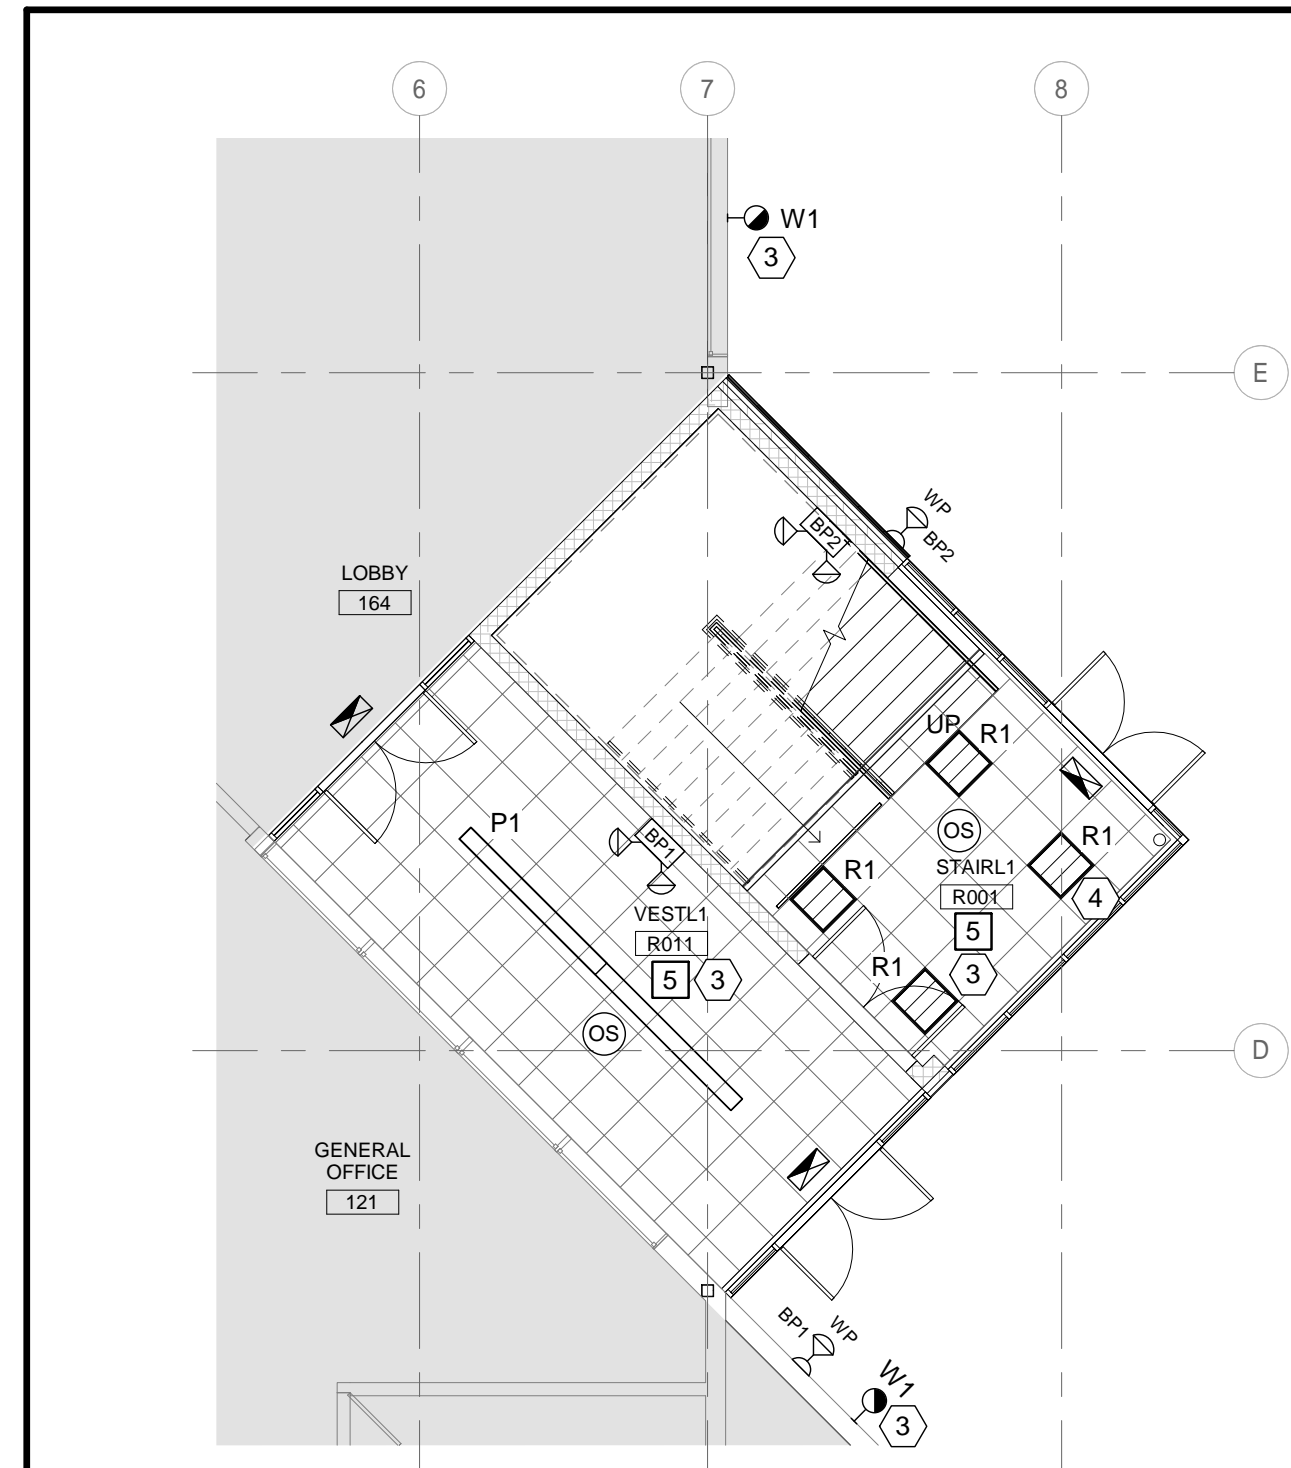 6
7
8
W1
3
E
WP
BP2
BP2
LOBBY
164
UP
R1
P1
OS
BP1
R1
R1
STAIRL1
R001
4
VESTL1
5
R011
R1
3
5
3
OS
D
GENERAL
OFFICE
121
BP1
WP
W1
3